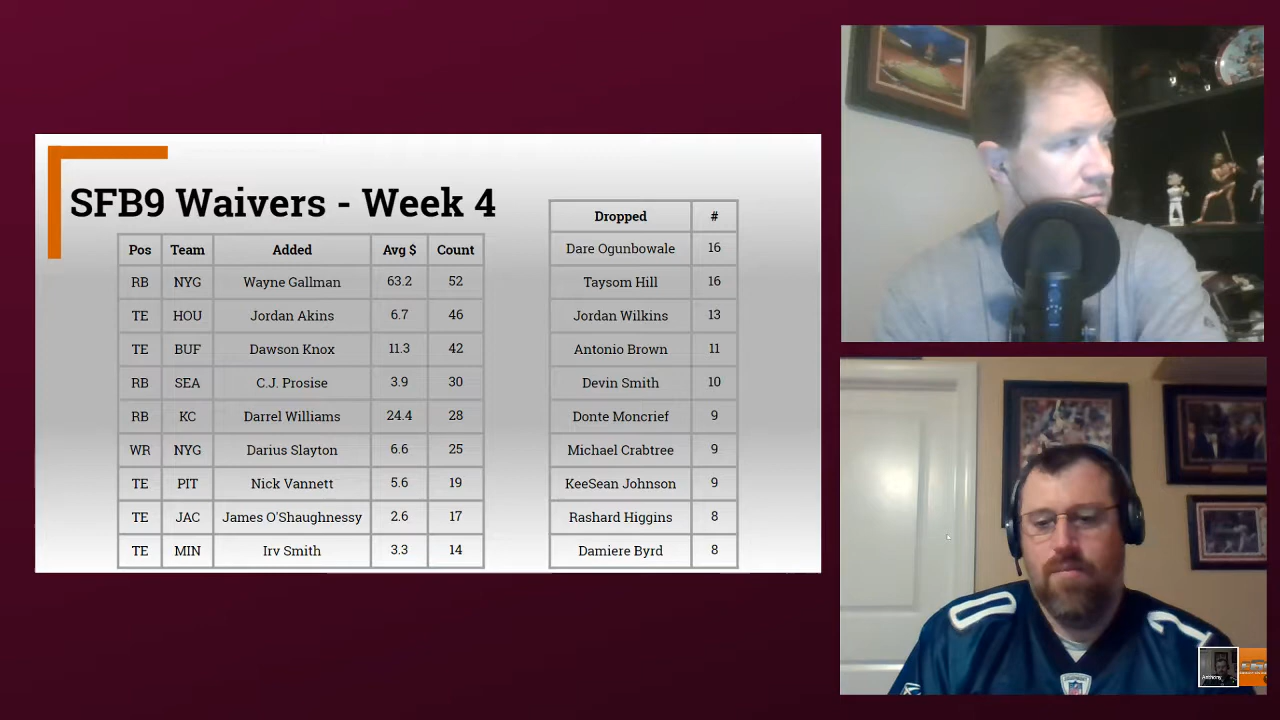 SFB9 Waivers - Week 4
Pos Team Added Avg $ Count
RB NYG Wayne Gallman 63.2 52
TE HOU Jordan Akins 6.7 46
TE BUF Dawson Knox 11.3 42
RB SEA C.J. Prosise 3.9 30
RB KC Darrel Williams 24.4 28
WR NYG Darius Slayton 6.6 25
TE PIT Nick Vannett 5.6 19
TE JAC James O'Shaughnessy 2.6 17
TE MIN Irv Smith 3.3 14
Dropped #
Dare Ogunbowale 16
Taysom Hill 16
Jordan Wilkins 13
Antonio Brown 11
Devin Smith 10
Donte Moncrief 9
Michael Crabtree 9
KeeSean Johnson 9
Rashard Higgins 8
Damiere Byrd 8
Anthony